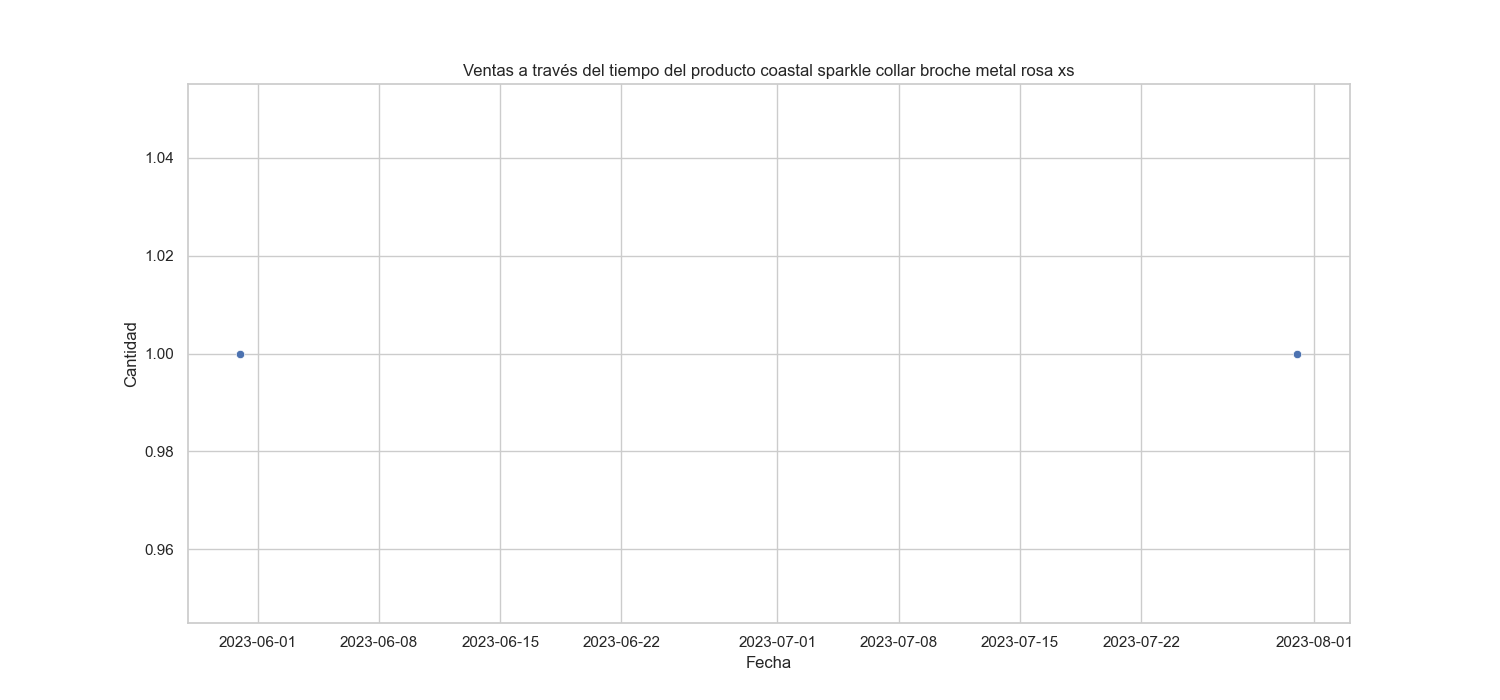 Ventas a través del tiempo del producto coastal sparkle collar broche metal rosa xs
1.04
1.02
1.00
0.98
0.96
Cantidad
2023-06-01 2023-06-08 2023-06-15 2023-06-22 2023-07-01 2023-07-08 2023-07-15 2023-07-22 2023-08-01
Fecha